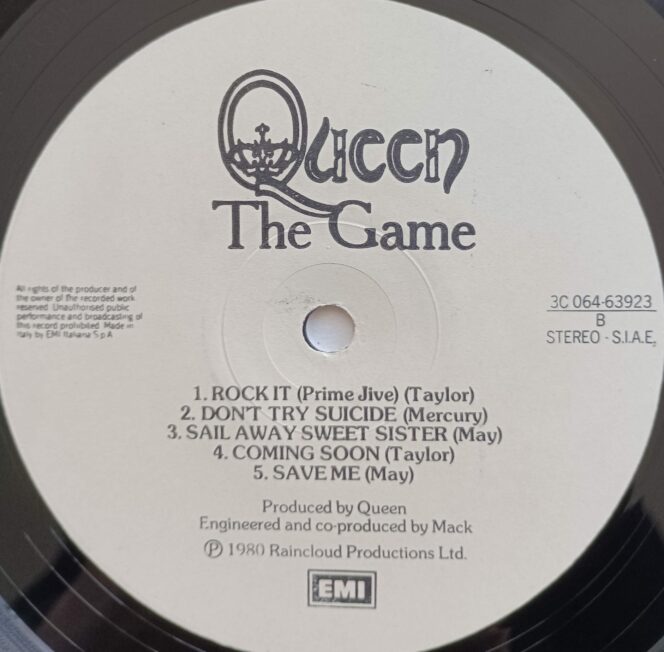 Queen
The Game
All rights of the producer and of
the owner of the recorded work
reserved. Unauthorised public
performance and broadcasting of
this record prohibited. Made in
Italy by EMI Italiana S.p.A.
3C 064-63923
B
STEREO - S.I.A.E.
1. ROCK IT (Prime Jive) (Taylor)
2. DON'T TRY SUICIDE (Mercury)
3. SAIL AWAY SWEET SISTER (May)
4. COMING SOON (Taylor)
5. SAVE ME (May)
Produced by Queen
Engineered and co-produced by Mack
℗ 1980 Raincloud Productions Ltd.
EMI